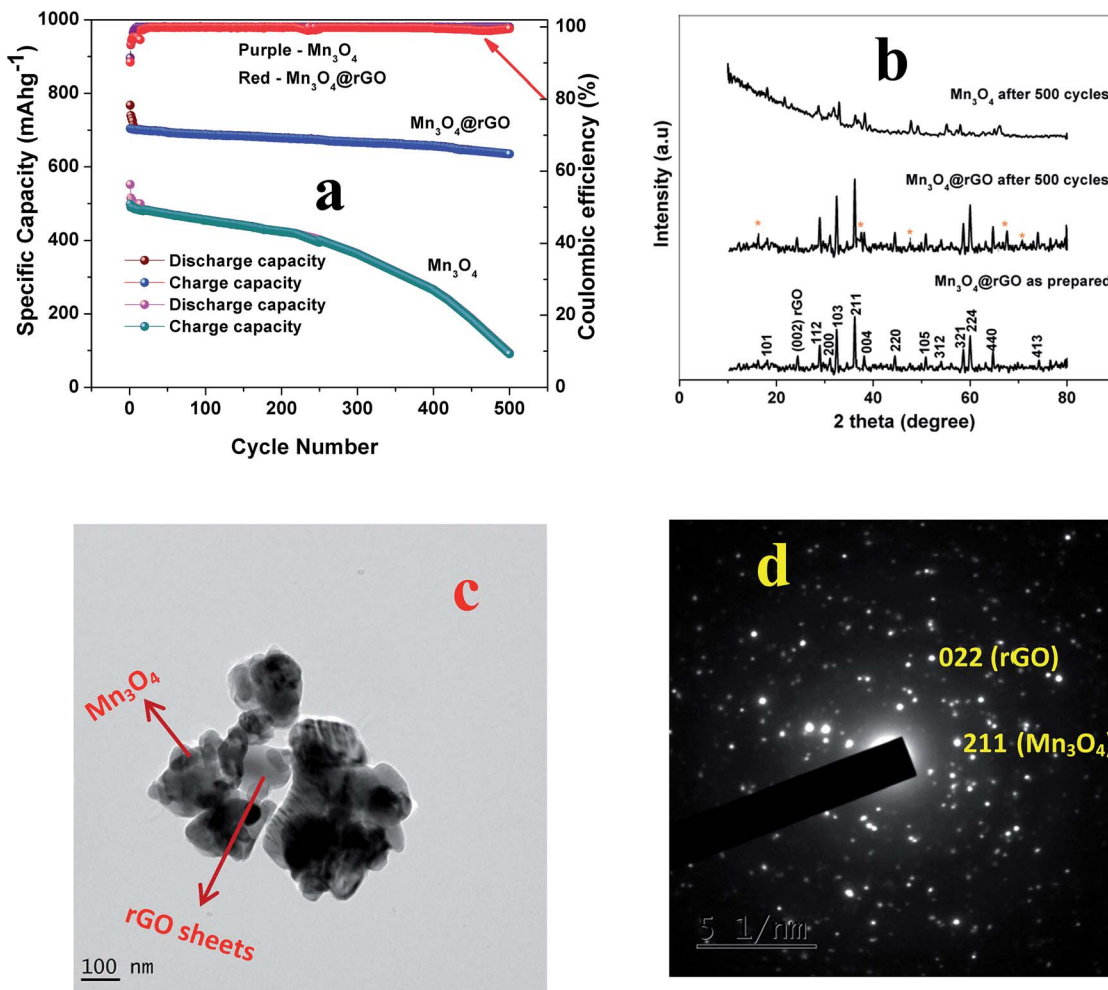 a
Specific Capacity (mAhg⁻¹)
Coulombic efficiency (%)
Cycle Number
1000
800
600
400
200
0
100
80
60
40
20
0
0 100 200 300 400 500
Purple - Mn₃O₄
Red - Mn₃O₄@rGO
Mn₃O₄@rGO
Mn₃O₄
Discharge capacity
Charge capacity
Discharge capacity
Charge capacity
b
Intensity (a.u)
Mn₃O₄ after 500 cycles
Mn₃O₄@rGO after 500 cycles
* * * * *
Mn₃O₄@rGO as prepared
101
(002) rGO
112
200
103
211
004
220
105
312
321
224
440
413
0 20 40 60 80
2 theta (degree)
c
Mn₃O₄
rGO sheets
100 nm
d
022 (rGO)
211 (Mn₃O₄)
5 1/nm